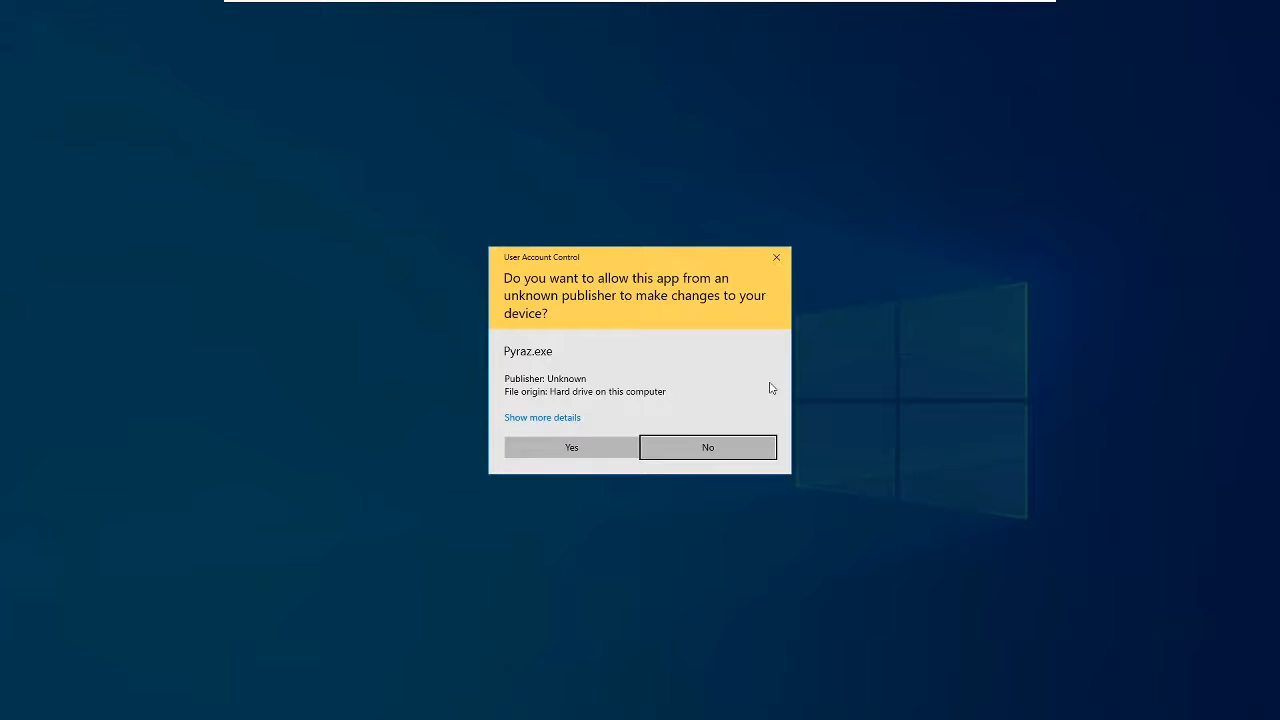 User Account Control
Do you want to allow this app from an
unknown publisher to make changes to your
device?
Pyraz.exe
Publisher: Unknown
File origin: Hard drive on this computer
Show more details
Yes
No